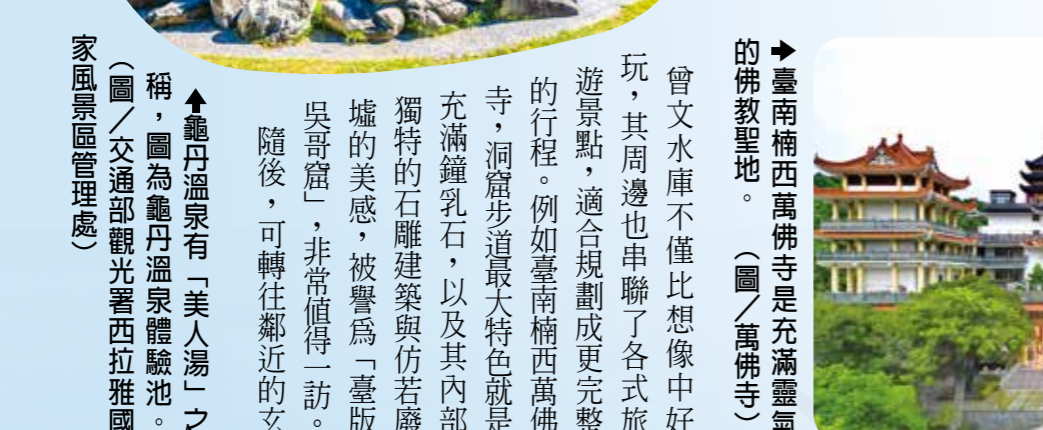 ➔臺南楠西萬佛寺是充滿靈氣
的佛教聖地。（圖／萬佛寺）
曾文水庫不僅比想像中好
玩，其周邊也串聯了各式旅
遊景點，適合規劃成更完整
的行程。例如臺南楠西萬佛
寺，洞窟步道最大特色就是
充滿鐘乳石，以及其內部
獨特的石雕建築與仿若廢
墟的美感，被譽為「臺版
吳哥窟」，非常值得一訪。
隨後，可轉往鄰近的玄
⬆龜丹溫泉有「美人湯」之
稱，圖為龜丹溫泉體驗池。
（圖／交通部觀光署西拉雅國
家風景區管理處）